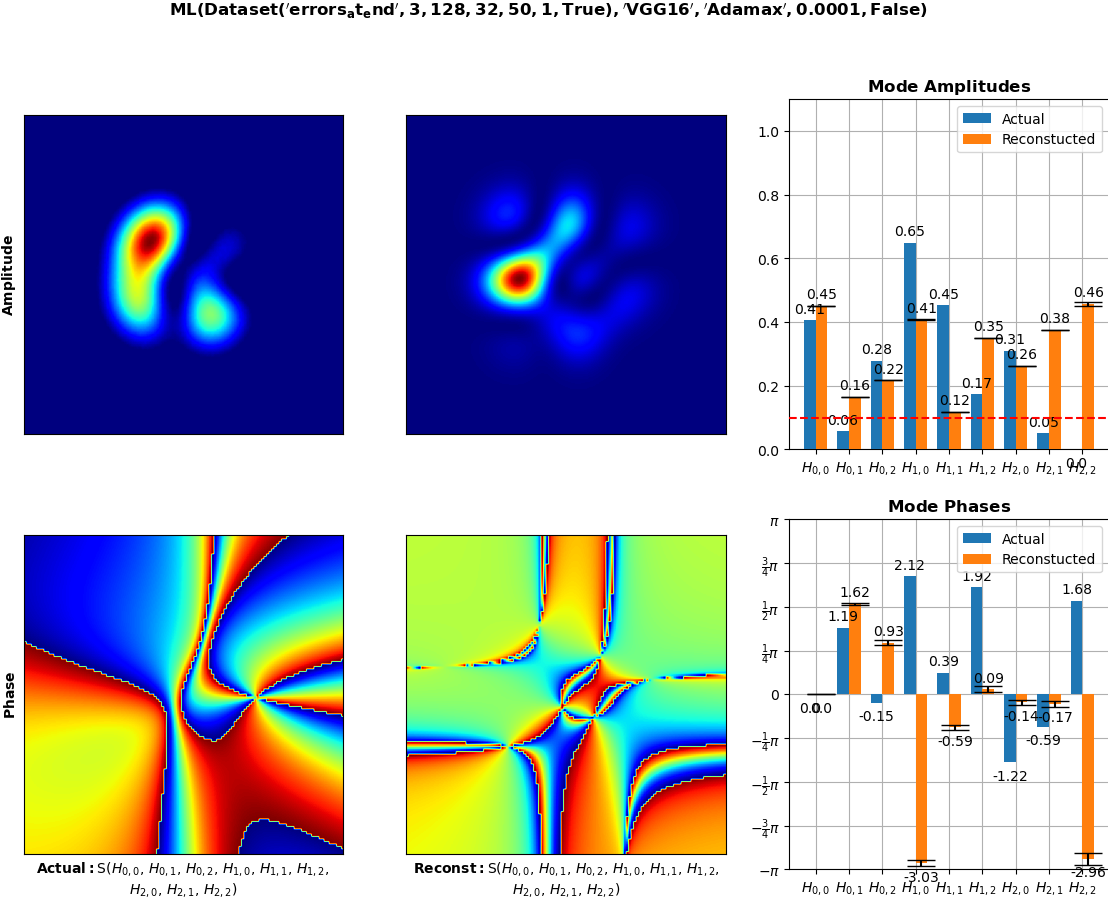 ML(Dataset('errors_at_end', 3, 128, 32, 50, 1, True), 'VGG16', 'Adamax', 0.0001, False)
Amplitude
Mode Amplitudes
Actual
Reconstucted
1.0
0.8
0.6
0.4
0.2
0.0
0.41 0.06 0.28 0.65 0.45 0.17 0.31 0.05 0.0
0.45 0.16 0.22 0.41 0.12 0.35 0.26 0.38 0.46
H0,0 H0,1 H0,2 H1,0 H1,1 H1,2 H2,0 H2,1 H2,2
Phase
Actual: S(H0,0, H0,1, H0,2, H1,0, H1,1, H1,2,
H2,0, H2,1, H2,2)
Reconst: S(H0,0, H0,1, H0,2, H1,0, H1,1, H1,2,
H2,0, H2,1, H2,2)
Mode Phases
Actual
Reconstucted
π
3/4π
1/2π
1/4π
0
−1/4π
−1/2π
−3/4π
−π
0.0 1.19 -0.15 2.12 0.39 1.92 -1.22 -0.59 1.68
0.0 1.62 0.93 -3.03 -0.59 0.09 -0.14 -0.17 -2.96
H0,0 H0,1 H0,2 H1,0 H1,1 H1,2 H2,0 H2,1 H2,2